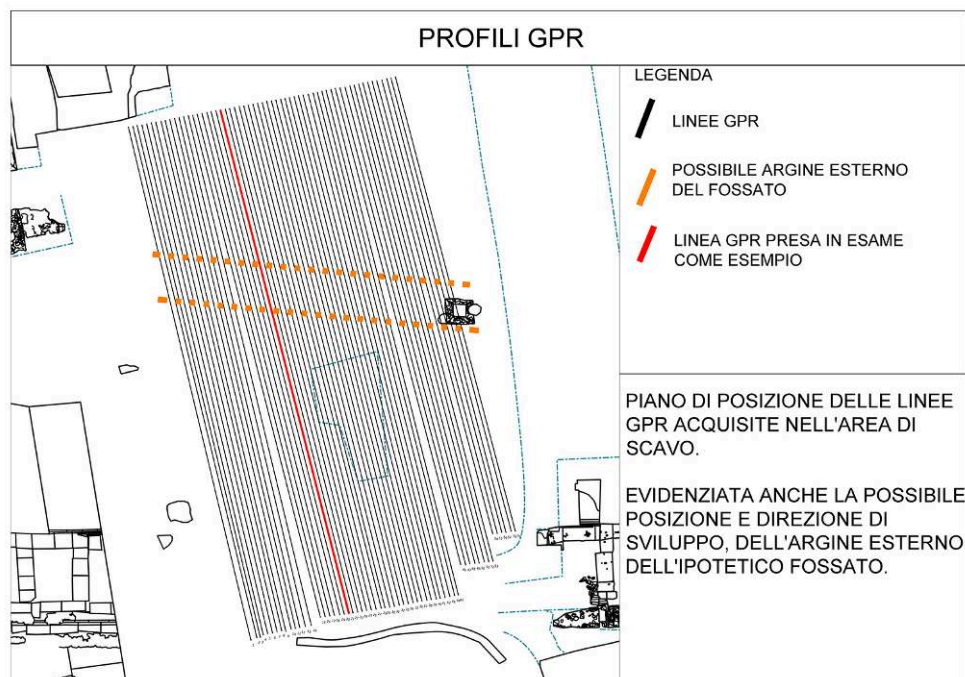 PROFILI GPR
LEGENDA
LINEE GPR
POSSIBILE ARGINE ESTERNO
DEL FOSSATO
LINEA GPR PRESA IN ESAME
COME ESEMPIO
PIANO DI POSIZIONE DELLE LINEE
GPR ACQUISITE NELL'AREA DI
SCAVO.
EVIDENZIATA ANCHE LA POSSIBILE
POSIZIONE E DIREZIONE DI
SVILUPPO, DELL'ARGINE ESTERNO
DELL'IPOTETICO FOSSATO.